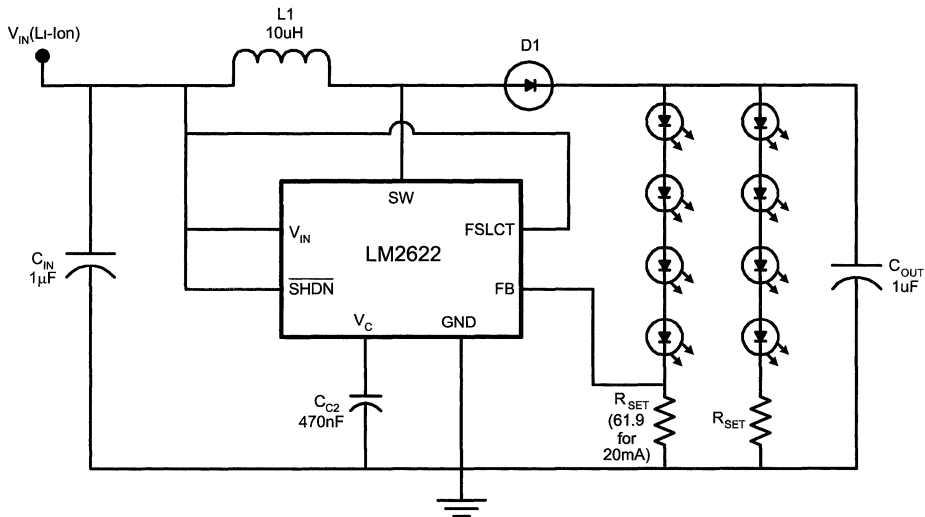 L1
10uH
V_IN(Li-Ion)
D1
SW
V_IN
FSLCT
LM2622
C_IN
1µF
SHDN
FB
C_OUT
1uF
V_C
GND
C_C2
470nF
R_SET
(61.9
for
20mA)
R_SET